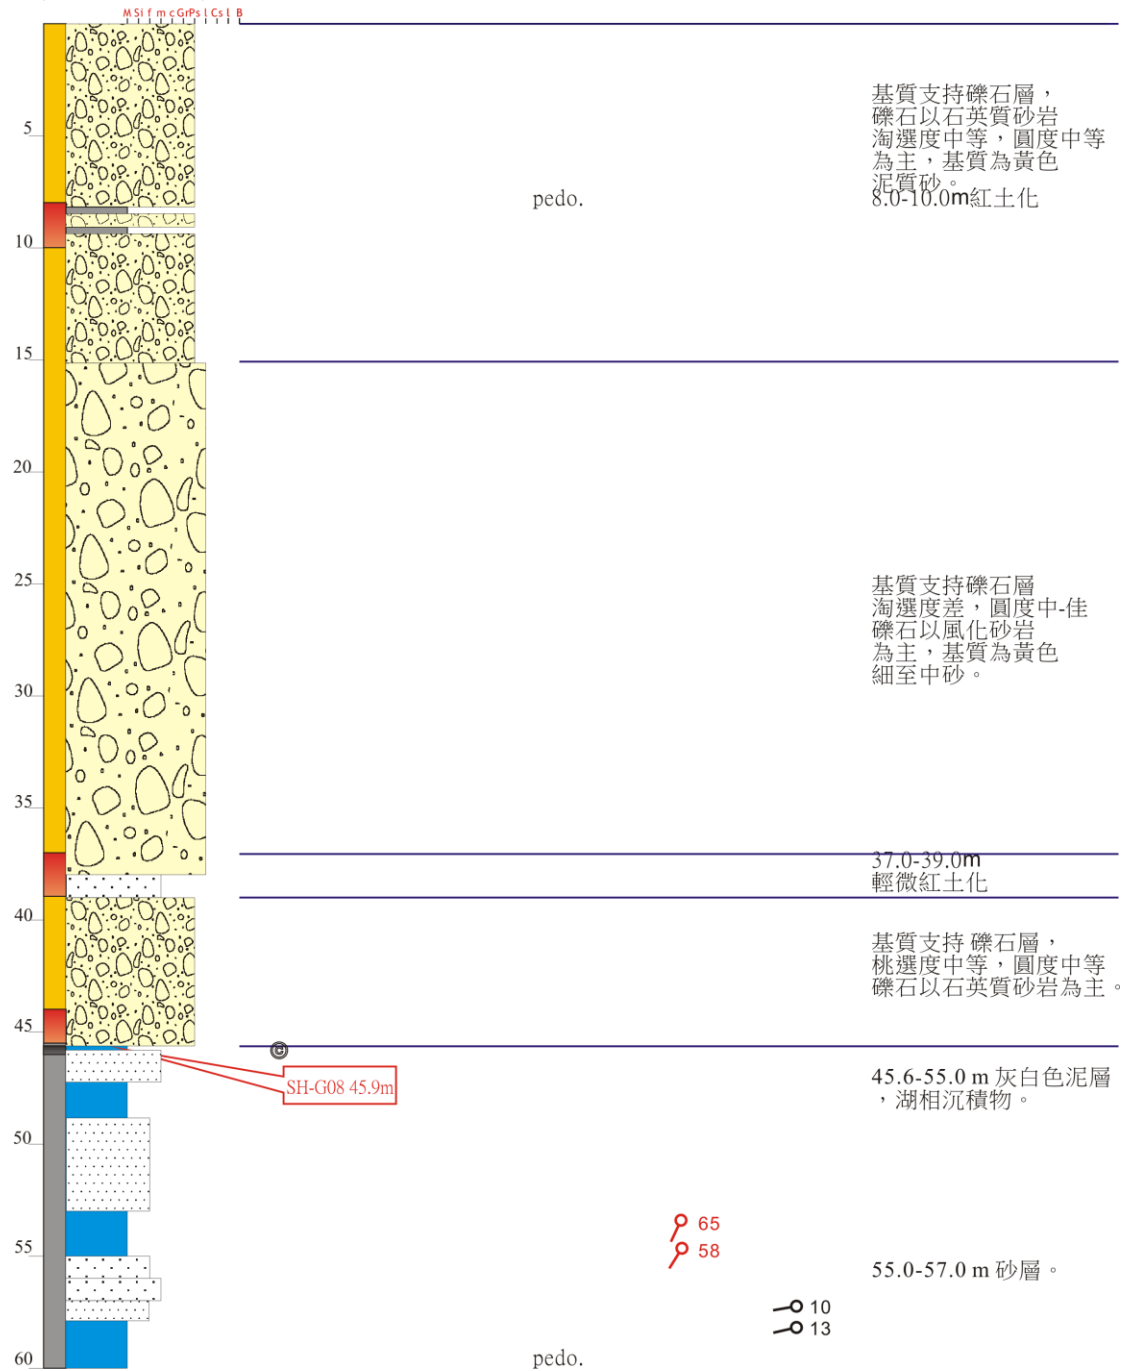 M Si f m c Gr Ps l Cs l B
基質支持礫石層，
礫石以石英質砂岩
5
淘選度中等，圓度中等
為主，基質為黃色
泥質砂。
pedo.
8.0-10.0m紅土化
10
15
20
25
基質支持礫石層
淘選度差，圓度中-佳
礫石以風化砂岩
為主，基質為黃色
細至中砂。
30
35
37.0-39.0m
輕微紅土化
40
基質支持 礫石層，
桃選度中等，圓度中等
礫石以石英質砂岩為主。
45
©
SH-G08 45.9m
45.6-55.0 m 灰白色泥層
，湖相沉積物。
50
65
55
58
55.0-57.0 m 砂層。
10
13
60
pedo.